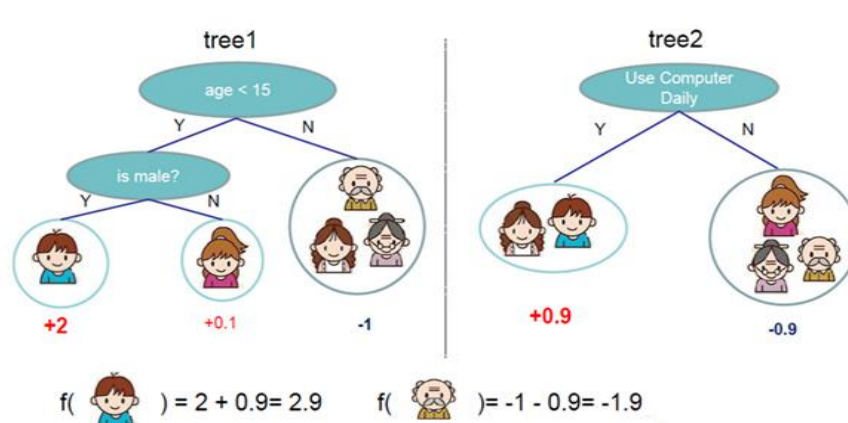 tree1
tree2
age < 15
Use Computer
Daily
Y
N
Y
N
is male?
Y
N
+2
+0.1
-1
+0.9
-0.9
f( ) = 2 + 0.9= 2.9
f( )= -1 - 0.9= -1.9